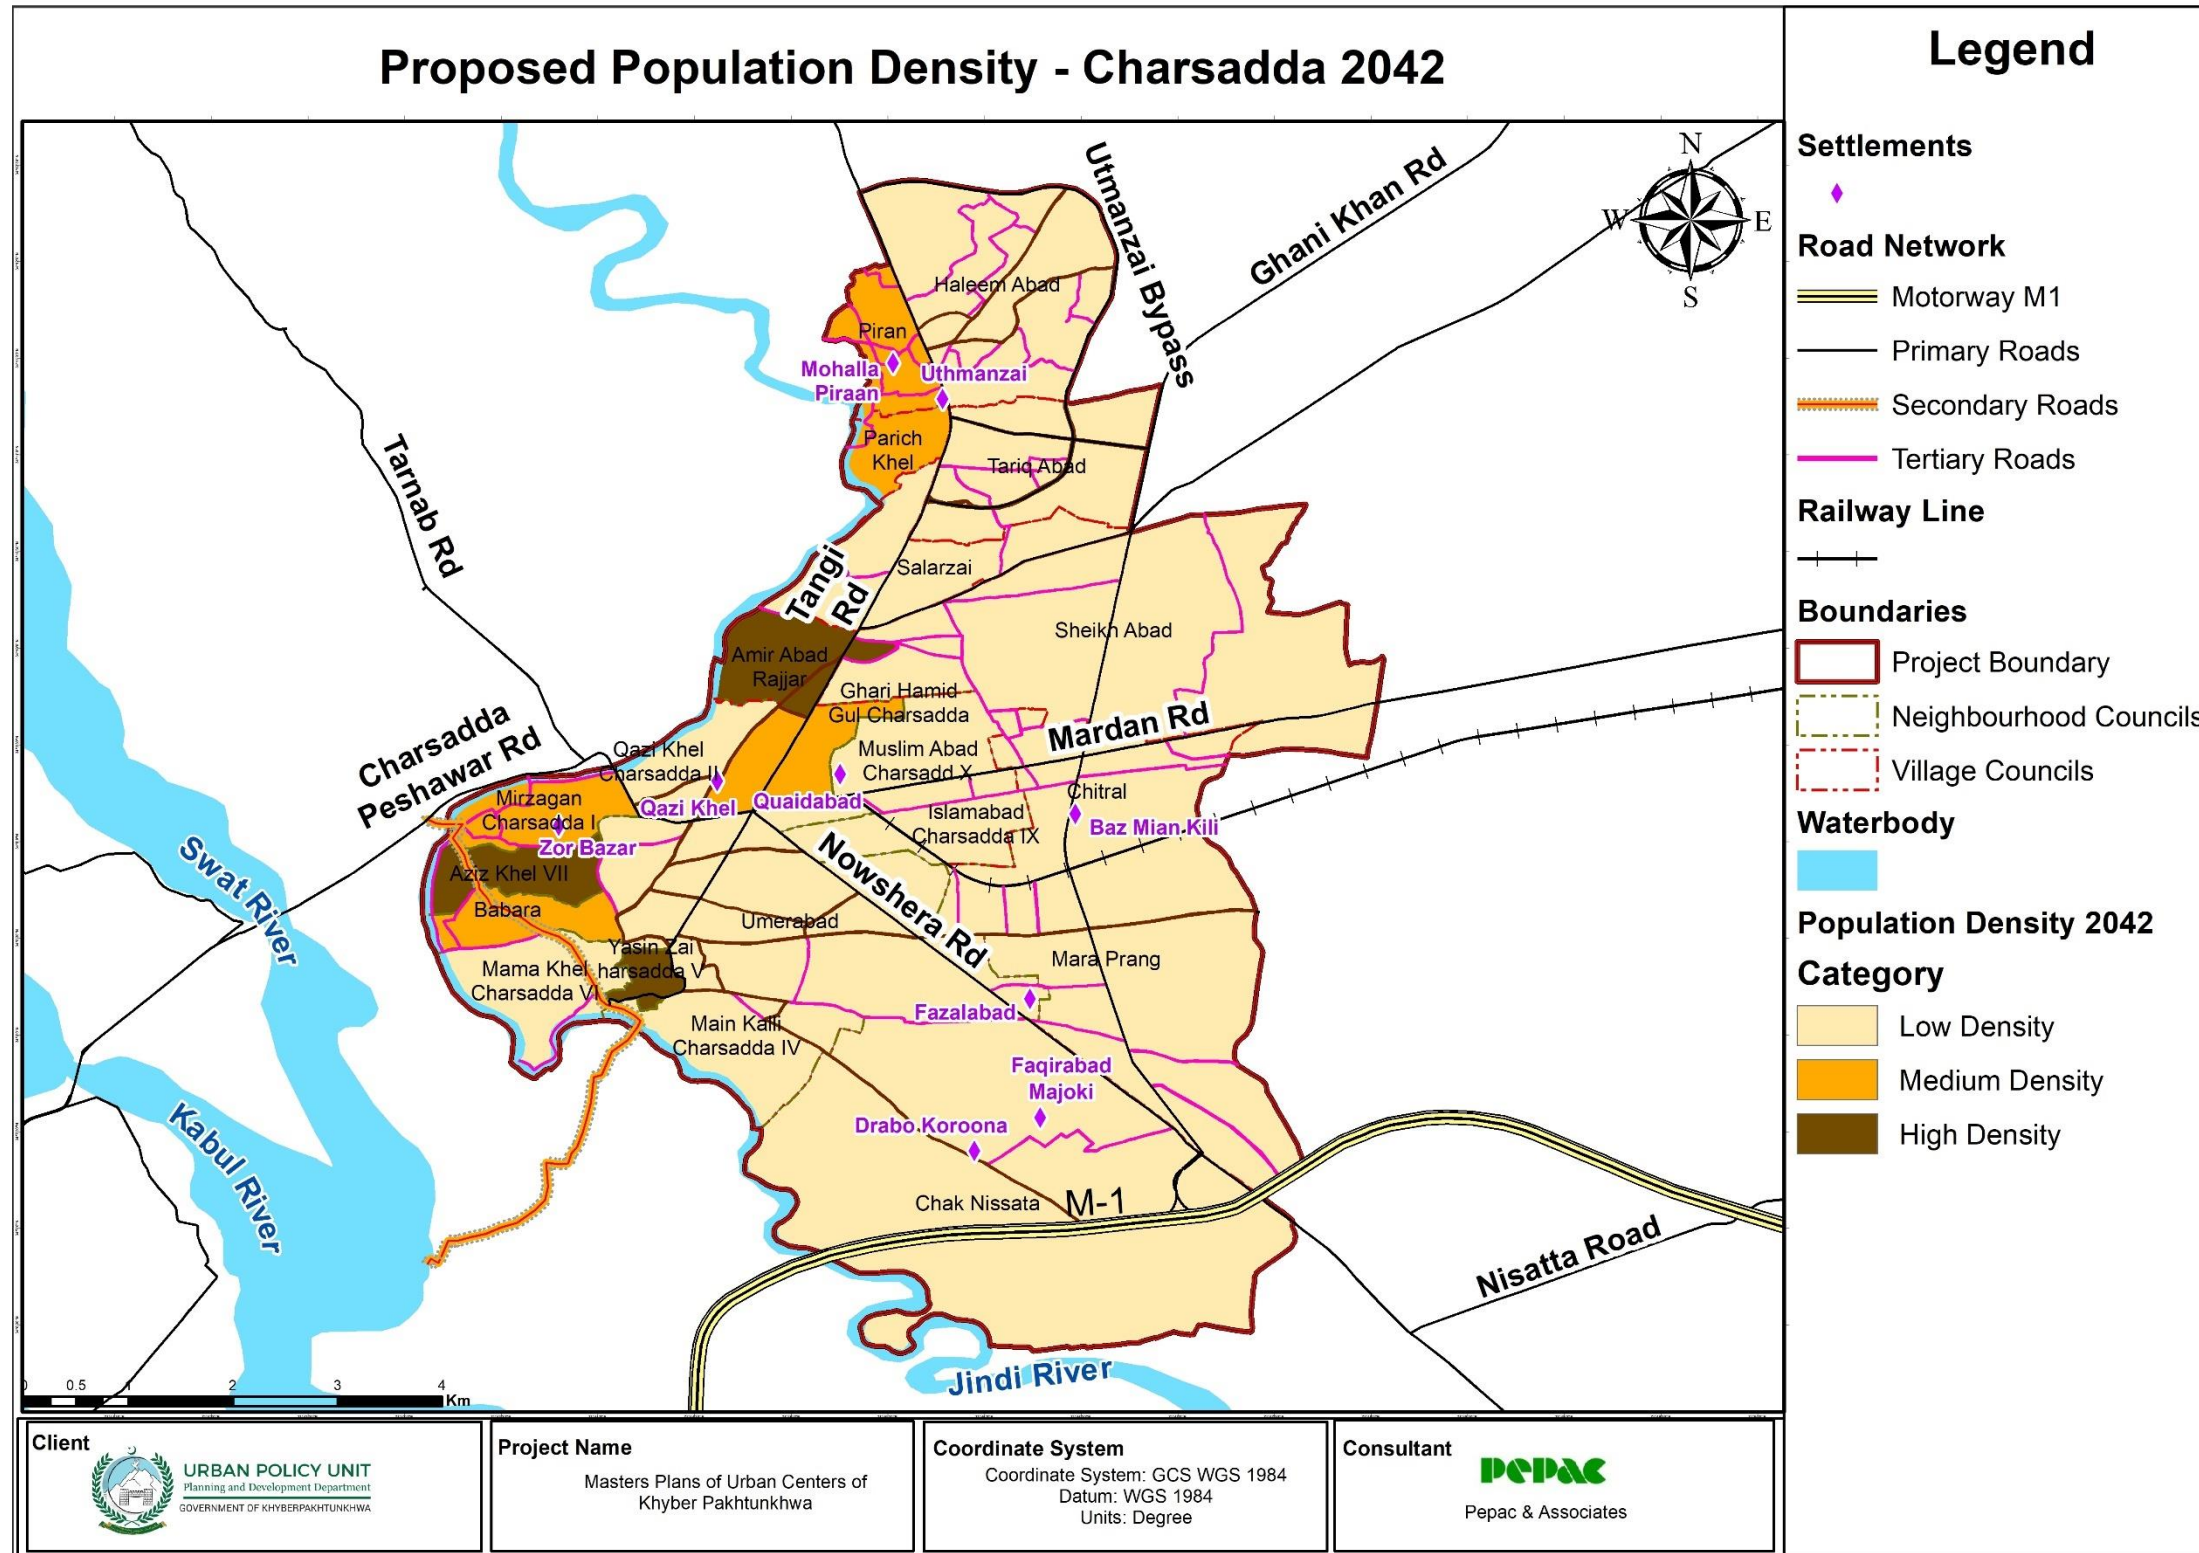 Proposed Population Density - Charsadda 2042
Utmanzai Bypass
Ghani Khan Rd
N
W
E
S
Haleem Abad
Piran
Mohalla
Piraan
Uthmanzai
Parich
Khel
Tariq Abad
Tarnab Rd
Tangi
Rd
Salarzai
Sheikh Abad
Amir Abad
Rajjar
Ghari Hamid
Gul Charsadda
Mardan Rd
Charsadda
Peshawar Rd
Qazi Khel
Charsadda II
Muslim Abad
Charsadd X
Mirzagan
Charsadda I
Qazi Khel
Quaidabad
Chitral
Islamabad
Charsadda IX
Baz Mian Kili
Zor Bazar
Nowshera Rd
Aziz Khel VII
Swat River
Babara
Umerabad
Yasin Zai
harsadda V
Mara Prang
Mama Khel
Charsadda VI
Fazalabad
Main Kalli
Charsadda IV
Faqirabad
Majoki
Drabo Koroona
Kabul River
Chak Nissata
M-1
Nisatta Road
Jindi River
0 0.5 1 2 3 4
Km
Legend
Settlements
Road Network
Motorway M1
Primary Roads
Secondary Roads
Tertiary Roads
Railway Line
Boundaries
Project Boundary
Neighbourhood Councils
Village Councils
Waterbody
Population Density 2042
Category
Low Density
Medium Density
High Density
Client
URBAN POLICY UNIT
Planning and Development Department
GOVERNMENT OF KHYBERPAKHTUNKHWA
Project Name
Masters Plans of Urban Centers of
Khyber Pakhtunkhwa
Coordinate System
Coordinate System: GCS WGS 1984
Datum: WGS 1984
Units: Degree
Consultant
pepac
Pepac & Associates